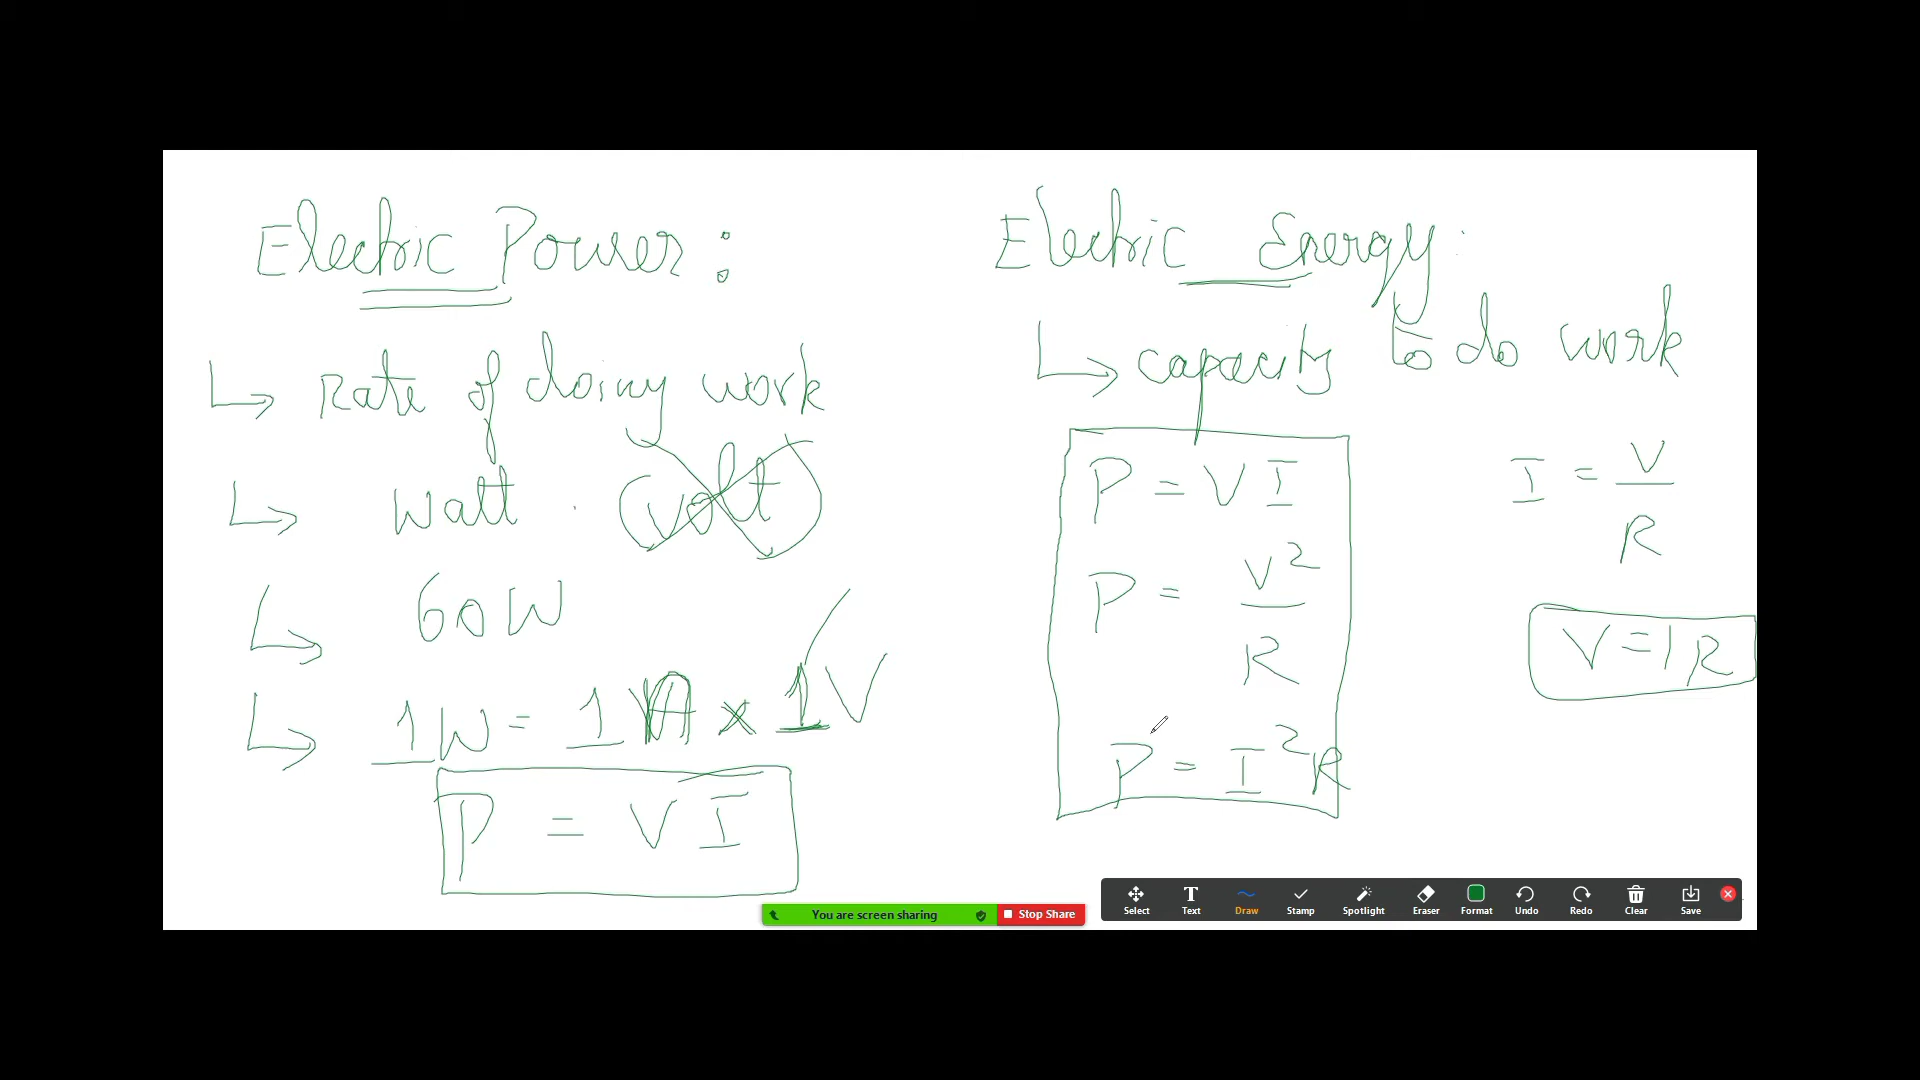 Electric Power:
↳ Rate of doing work
↳ Watt. (volt)
↳ 60 W
↳ 1W = 1A × 1V
P = VI
Electric Energy:
↳ capacity to do work
P = VI
P = V²/R
P = I²R
I = V/R
V = IR
You are screen sharing
Stop Share
Select Text Draw Stamp Spotlight Eraser Format Undo Redo Clear Save